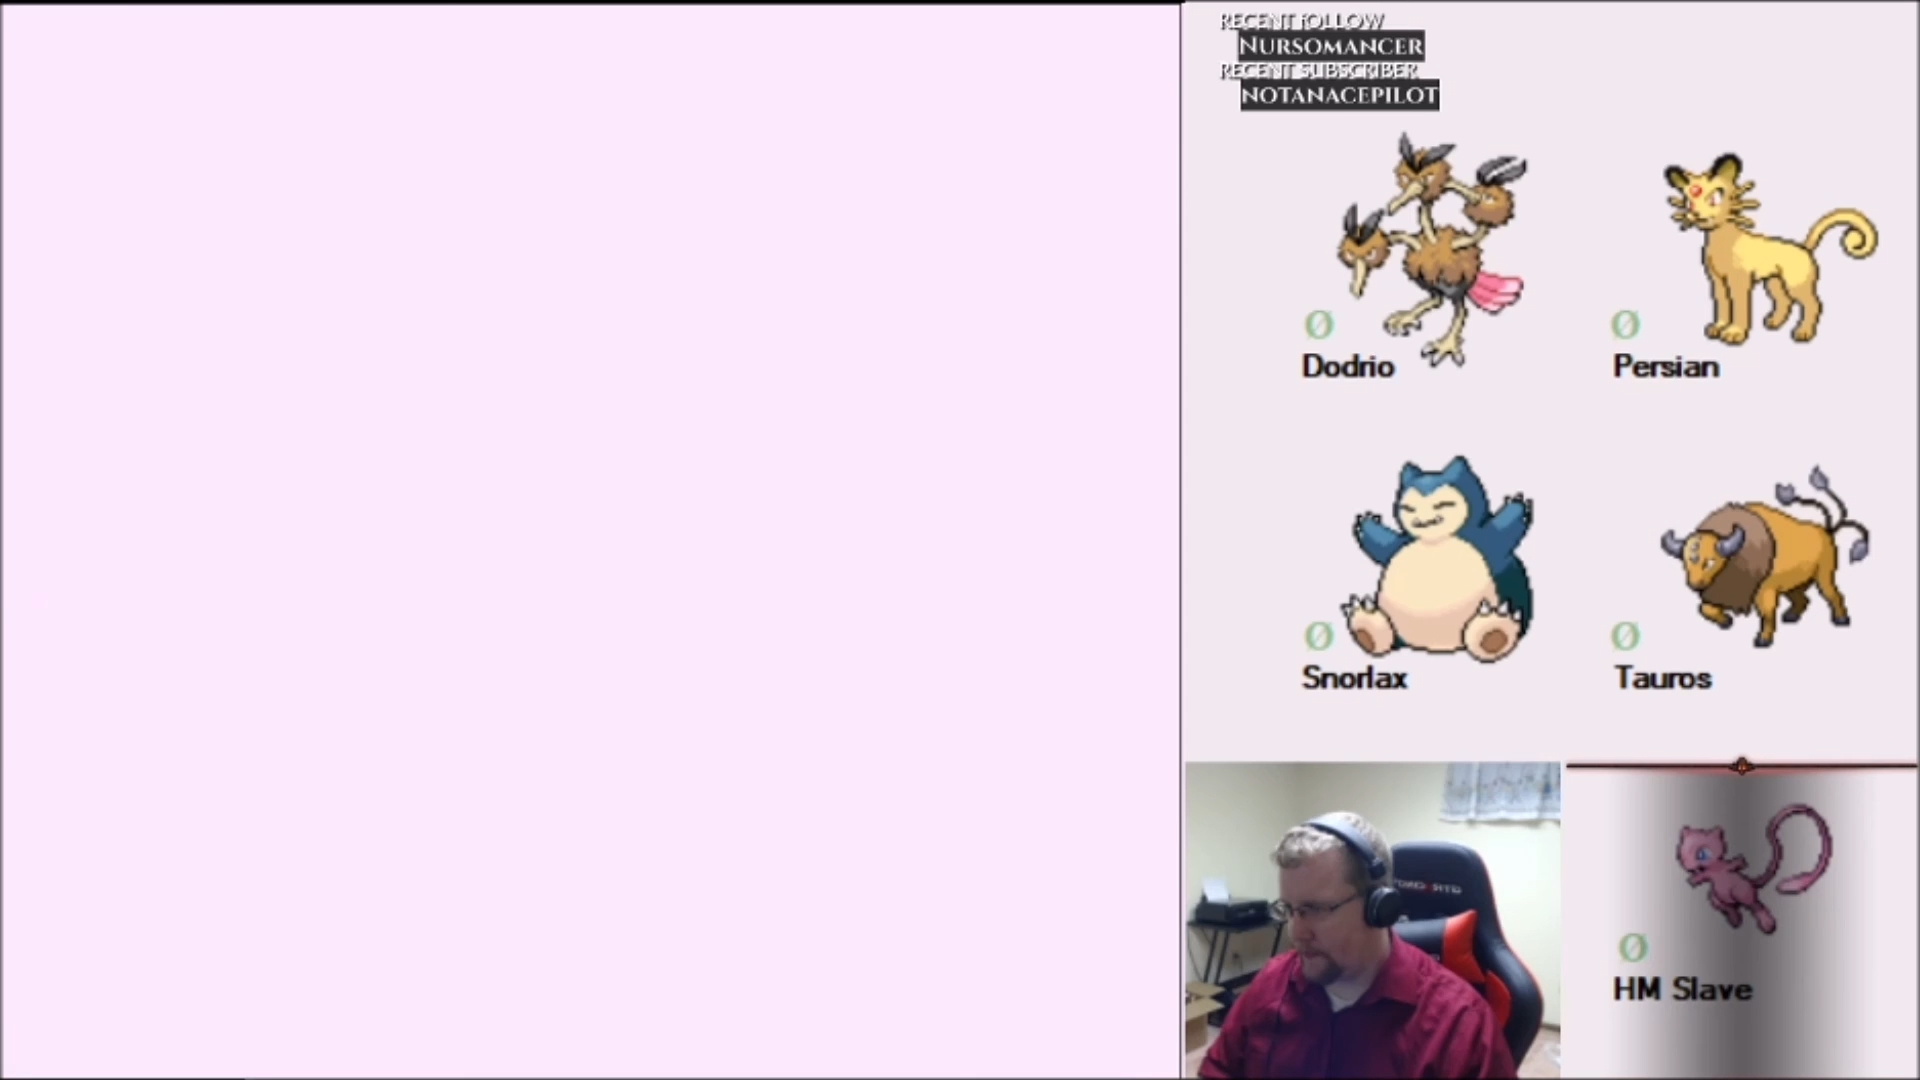 RECENT FOLLOW
NURSOMANCER
RECENT SUBSCRIBER
NOTANACEPILOT
Ø
Dodrio
Ø
Persian
Ø
Snorlax
Ø
Tauros
Ø
HM Slave